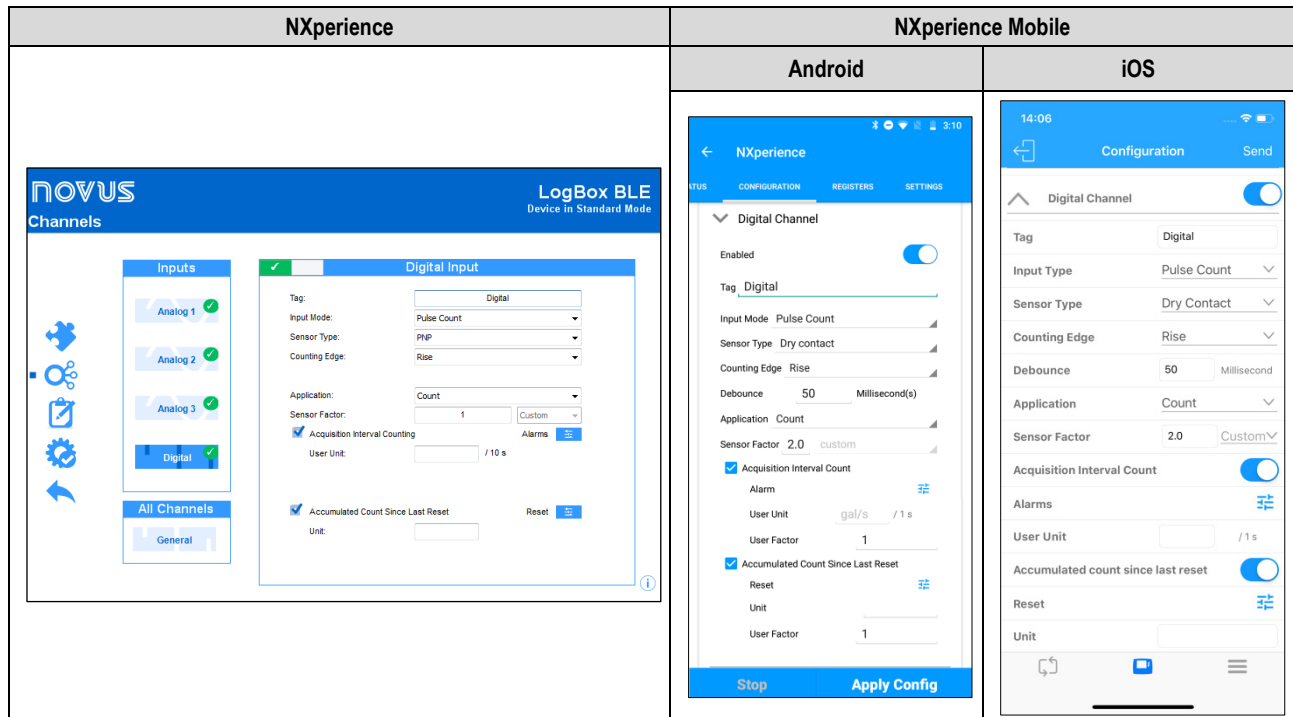 NXperience
NXperience Mobile
Android
iOS
novus
LogBox BLE
Device in Standard Mode
Channels
Inputs
Analog 1
Analog 2
Analog 3
Digital
All Channels
General
Digital Input
Tag: Digital
Input Mode: Pulse Count
Sensor Type: PNP
Counting Edge: Rise
Application: Count
Sensor Factor: 1 Custom
Acquisition Interval Counting Alarms
User Unit: / 10 s
Accumulated Count Since Last Reset Reset
Unit:
3:10
NXperience
ATUS CONFIGURATION REGISTERS SETTINGS
Digital Channel
Enabled
Tag Digital
Input Mode Pulse Count
Sensor Type Dry contact
Counting Edge Rise
Debounce 50 Millisecond(s)
Application Count
Sensor Factor 2.0 custom
Acquisition Interval Count
Alarm
User Unit gal/s / 1 s
User Factor 1
Accumulated Count Since Last Reset
Reset
Unit
User Factor 1
Stop Apply Config
14:06
Configuration Send
Digital Channel
Tag Digital
Input Type Pulse Count
Sensor Type Dry Contact
Counting Edge Rise
Debounce 50 Millisecond
Application Count
Sensor Factor 2.0 Custom
Acquisition Interval Count
Alarms
User Unit / 1 s
Accumulated count since last reset
Reset
Unit